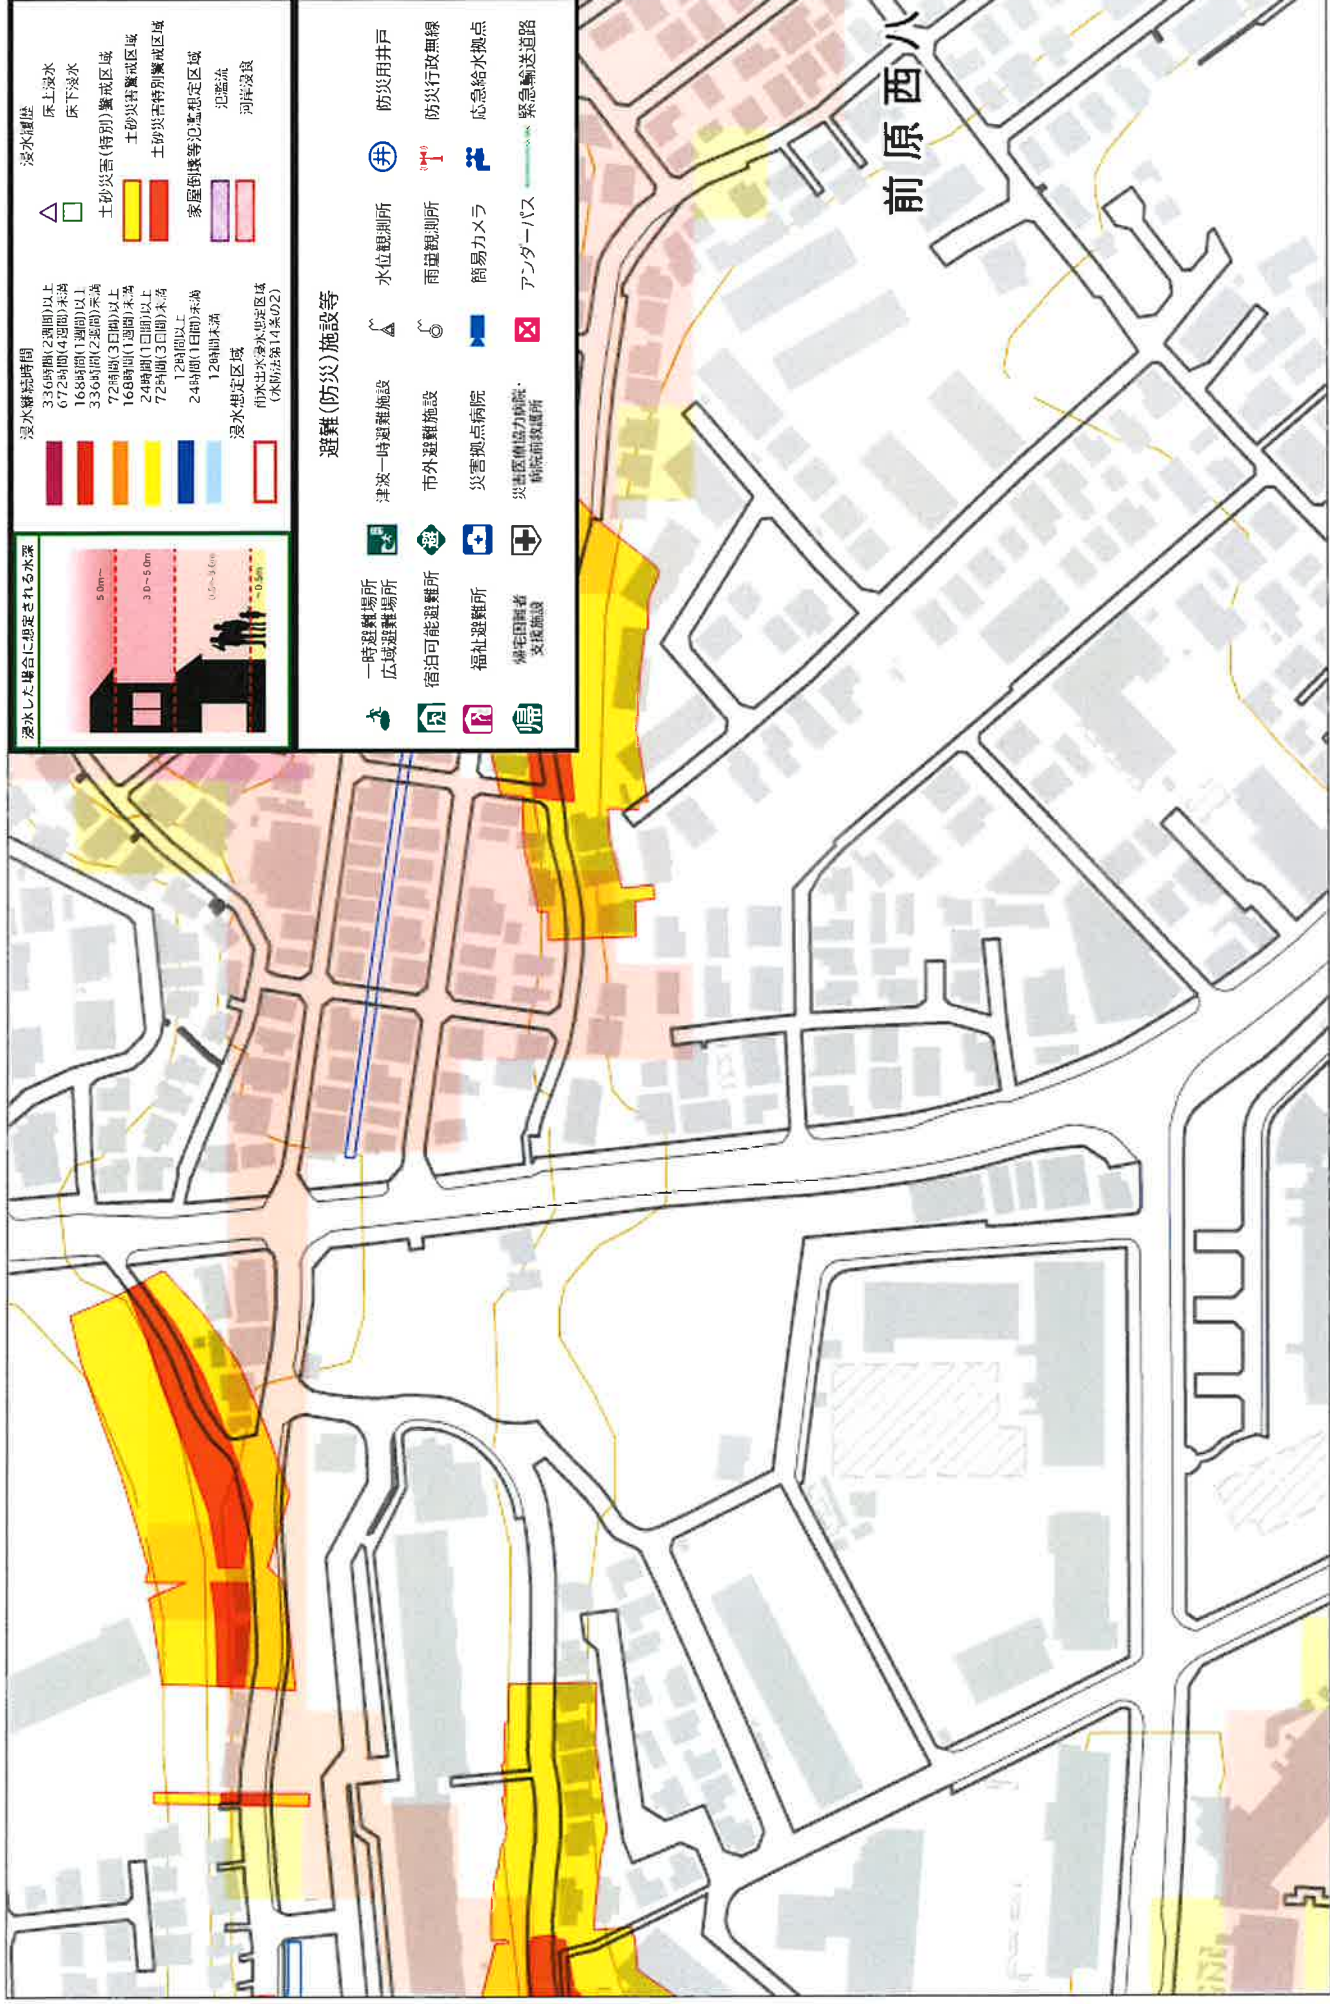 浸水した場合に想定される水深
5.0m~
3.0~5.0m
0.5~3.0m
~0.5m
浸水継続時間
336時間(2週間)以上
672時間(4週間)未満
168時間(1週間)以上
336時間(2週間)未満
72時間(3日間)以上
168時間(1週間)未満
24時間(1日間)以上
72時間(3日間)未満
12時間以上
24時間(1日間)未満
12時間未満
浸水想定区域
雨水出水浸水想定区域
(水防法第14条の2)
浸水履歴
床上浸水
床下浸水
土砂災害(特別)警戒区域
土砂災害警戒区域
土砂災害特別警戒区域
家屋倒壊等氾濫想定区域
氾濫流
河岸浸食
避難(防災)施設等
一時避難場所
広域避難場所
津波一時避難施設
水位観測所
井 防災用井戸
宿泊可能避難所
市外避難施設
雨量観測所
防災行政無線
福祉避難所
災害拠点病院
簡易カメラ
応急給水拠点
帰 帰宅困難者
支援施設
災害医療協力病院・
病院前救護所
アンダーパス
緊急輸送道路
前原西八